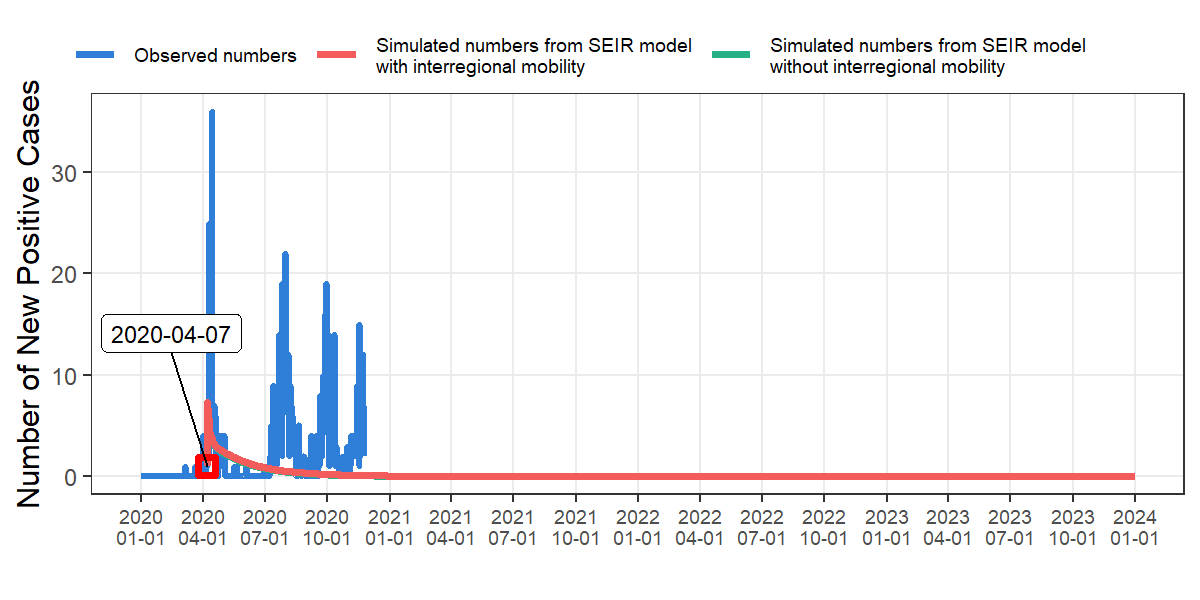 Observed numbers
Simulated numbers from SEIR model
with interregional mobility
Simulated numbers from SEIR model
without interregional mobility
Number of New Positive Cases
30
20
10
0
2020-04-07
2020 2020 2020 2020 2021 2021 2021 2021 2022 2022 2022 2022 2023 2023 2023 2023 2024
01-01 04-01 07-01 10-01 01-01 04-01 07-01 10-01 01-01 04-01 07-01 10-01 01-01 04-01 07-01 10-01 01-01